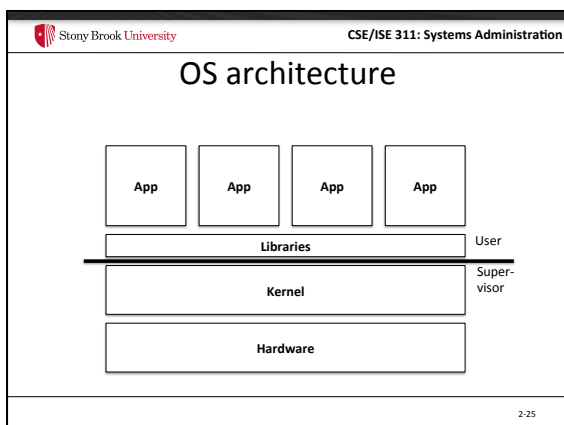 Stony Brook University
CSE/ISE 311: Systems Administration
OS architecture
App App App App
Libraries
User
Super-
visor
Kernel
Hardware
2-25